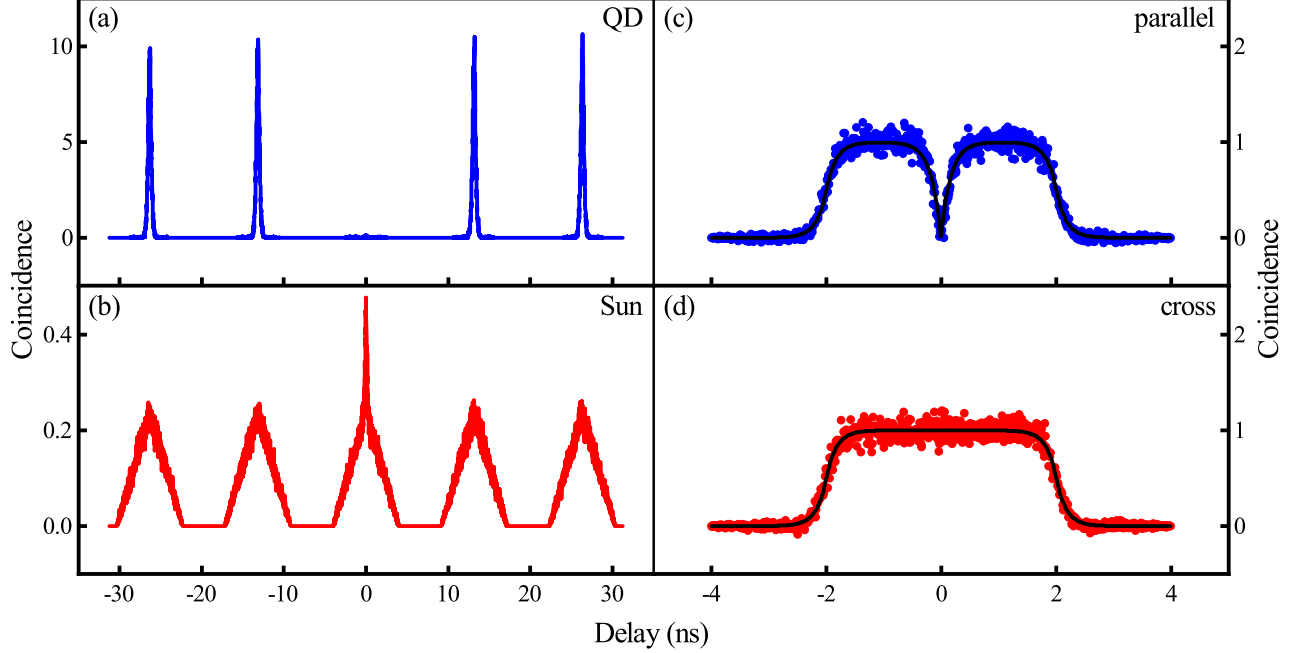 (a) QD
10
5
0
(b) Sun
0.4
0.2
0.0
-30 -20 -10 0 10 20 30
Coincidence
(c) parallel
2
1
0
(d) cross
2
1
0
-4 -2 0 2 4
Coincidence
Delay (ns)